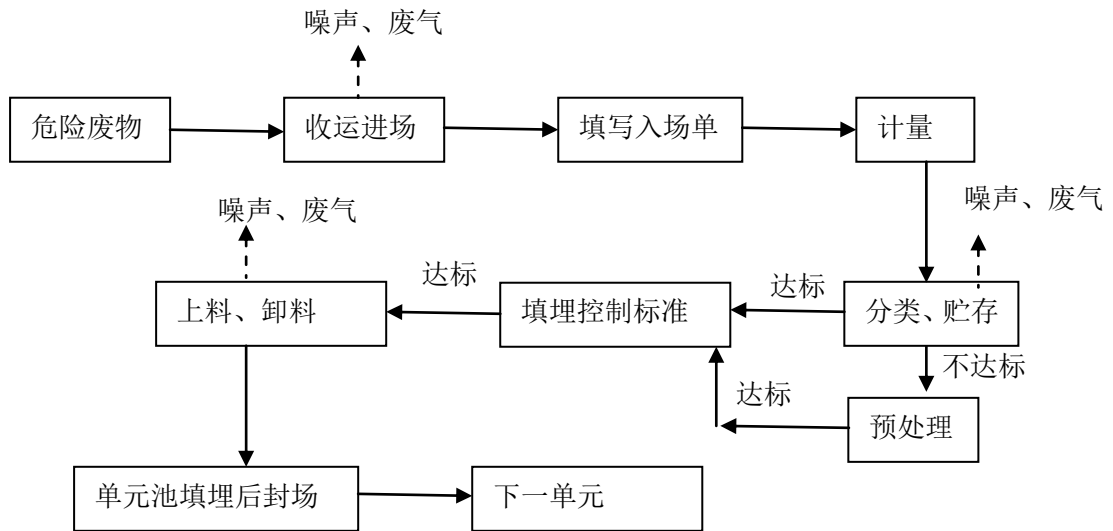 噪声、废气
危险废物
收运进场
填写入场单
计量
噪声、废气
噪声、废气
达标
达标
上料、卸料
填埋控制标准
分类、贮存
不达标
达标
预处理
单元池填埋后封场
下一单元